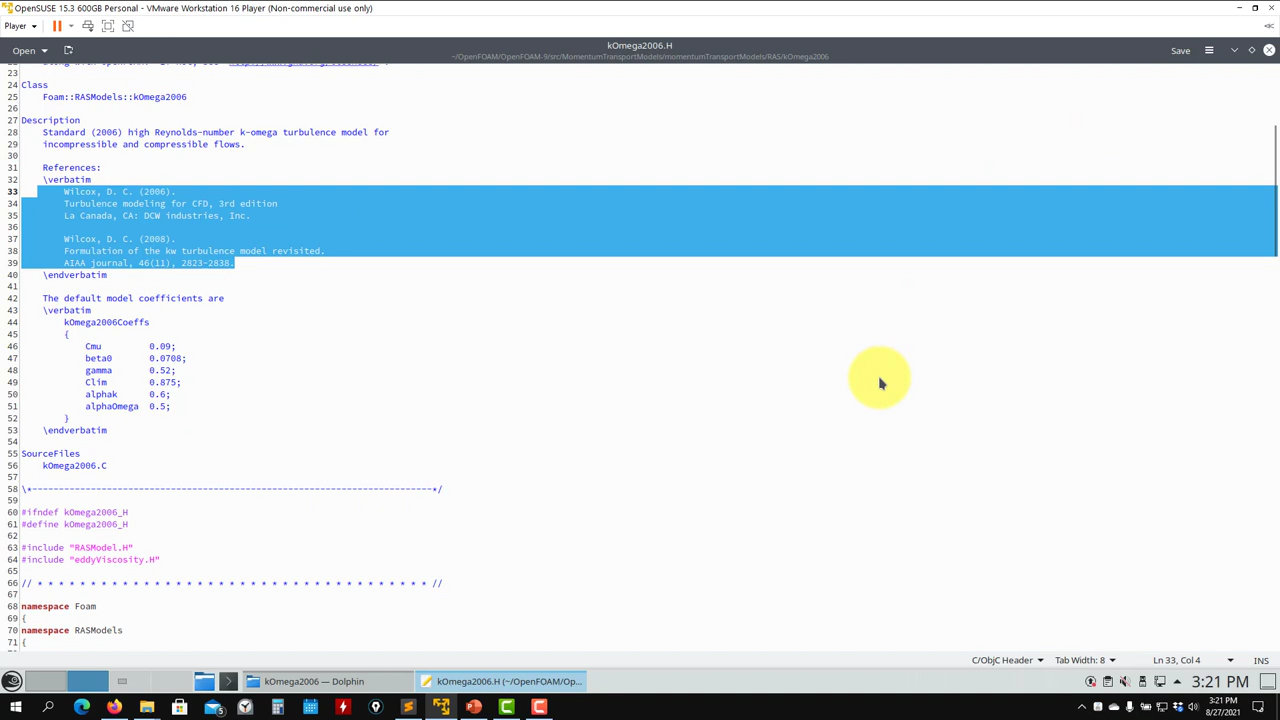 OpenSUSE 15.3 600GB Personal - VMware Workstation 16 Player (Non-commercial use only)
Player
Open
kOmega2006.H
~/OpenFOAM/OpenFOAM-9/src/MomentumTransportModels/momentumTransportModels/RAS/kOmega2006
Save
23
24 Class
25 Foam::RASModels::kOmega2006
26
27 Description
28 Standard (2006) high Reynolds-number k-omega turbulence model for
29 incompressible and compressible flows.
30
31 References:
32 \verbatim
33 Wilcox, D. C. (2006).
34 Turbulence modeling for CFD, 3rd edition
35 La Canada, CA: DCW industries, Inc.
36
37 Wilcox, D. C. (2008).
38 Formulation of the kw turbulence model revisited.
39 AIAA journal, 46(11), 2823-2838.
40 \endverbatim
41
42 The default model coefficients are
43 \verbatim
44 kOmega2006Coeffs
45 {
46 Cmu 0.09;
47 beta0 0.0708;
48 gamma 0.52;
49 Clim 0.875;
50 alphak 0.6;
51 alphaOmega 0.5;
52 }
53 \endverbatim
54
55 SourceFiles
56 kOmega2006.C
57
58 \*---------------------------------------------------------------------------*/
59
60 #ifndef kOmega2006_H
61 #define kOmega2006_H
62
63 #include "RASModel.H"
64 #include "eddyViscosity.H"
65
66 // * * * * * * * * * * * * * * * * * * * * * * * * * * * * * * * * * * * * * //
67
68 namespace Foam
69 {
70 namespace RASModels
71 {
C/ObjC Header Tab Width: 8 Ln 33, Col 4 INS
kOmega2006 — Dolphin
kOmega2006.H (~/OpenFOAM/Op...
3:21 PM
3:21 PM
8/27/2021